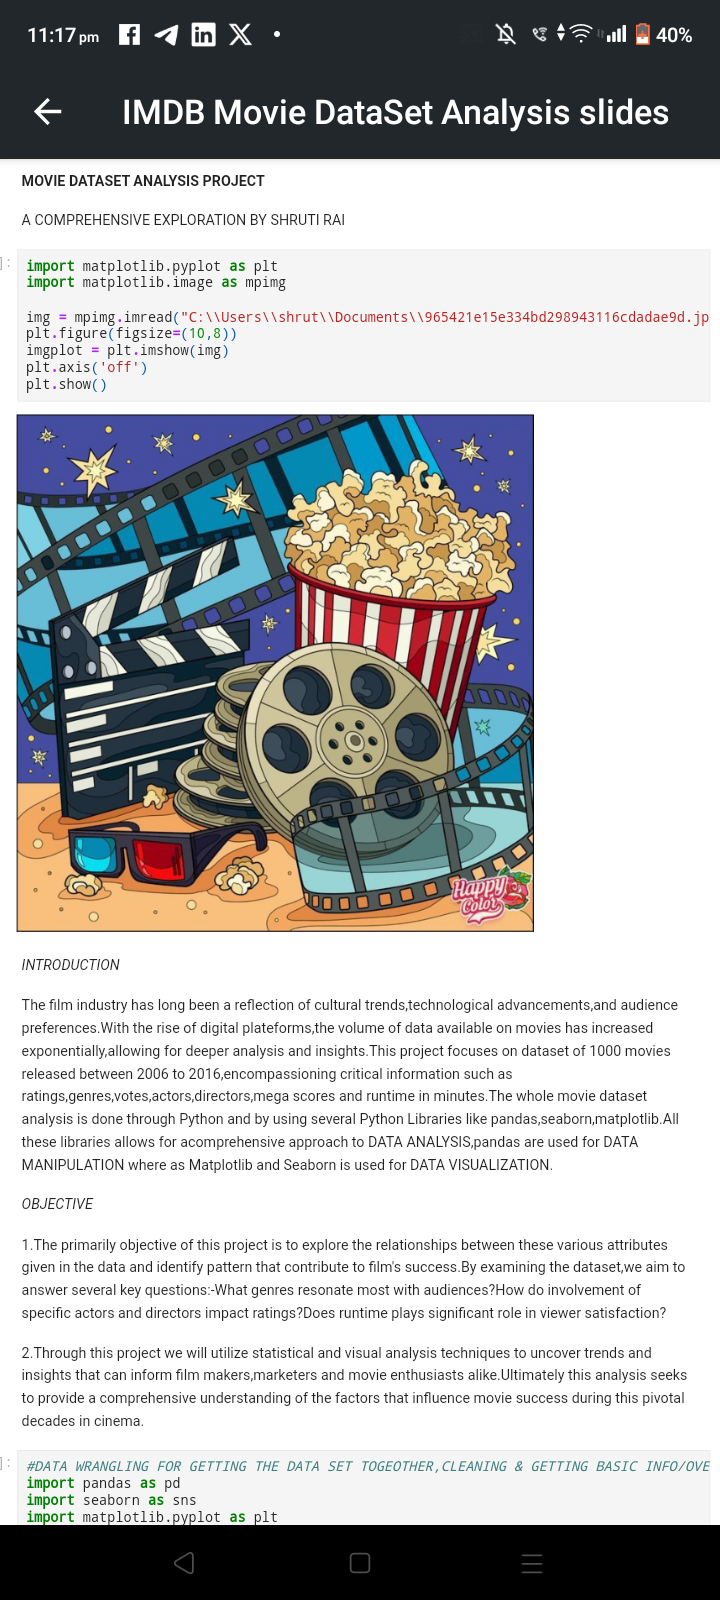 11:17 pm
40%
IMDB Movie DataSet Analysis slides
MOVIE DATASET ANALYSIS PROJECT
A COMPREHENSIVE EXPLORATION BY SHRUTI RAI
]:
import matplotlib.pyplot as plt
import matplotlib.image as mpimg
img = mpimg.imread("C:\\Users\\shrut\\Documents\\965421e15e334bd298943116cdadae9d.jp
plt.figure(figsize=(10,8))
imgplot = plt.imshow(img)
plt.axis('off')
plt.show()
Happy
Color
INTRODUCTION
The film industry has long been a reflection of cultural trends,technological advancements,and audience
preferences.With the rise of digital plateforms,the volume of data available on movies has increased
exponentially,allowing for deeper analysis and insights.This project focuses on dataset of 1000 movies
released between 2006 to 2016,encompassioning critical information such as
ratings,genres,votes,actors,directors,mega scores and runtime in minutes.The whole movie dataset
analysis is done through Python and by using several Python Libraries like pandas,seaborn,matplotlib.All
these libraries allows for acomprehensive approach to DATA ANALYSIS,pandas are used for DATA
MANIPULATION where as Matplotlib and Seaborn is used for DATA VISUALIZATION.
OBJECTIVE
1.The primarily objective of this project is to explore the relationships between these various attributes
given in the data and identify pattern that contribute to film's success.By examining the dataset,we aim to
answer several key questions:-What genres resonate most with audiences?How do involvement of
specific actors and directors impact ratings?Does runtime plays significant role in viewer satisfaction?
2.Through this project we will utilize statistical and visual analysis techniques to uncover trends and
insights that can inform film makers,marketers and movie enthusiasts alike.Ultimately this analysis seeks
to provide a comprehensive understanding of the factors that influence movie success during this pivotal
decades in cinema.
]:
#DATA WRANGLING FOR GETTING THE DATA SET TOGEOTHER,CLEANING & GETTING BASIC INFO/OVE
import pandas as pd
import seaborn as sns
import matplotlib.pyplot as plt